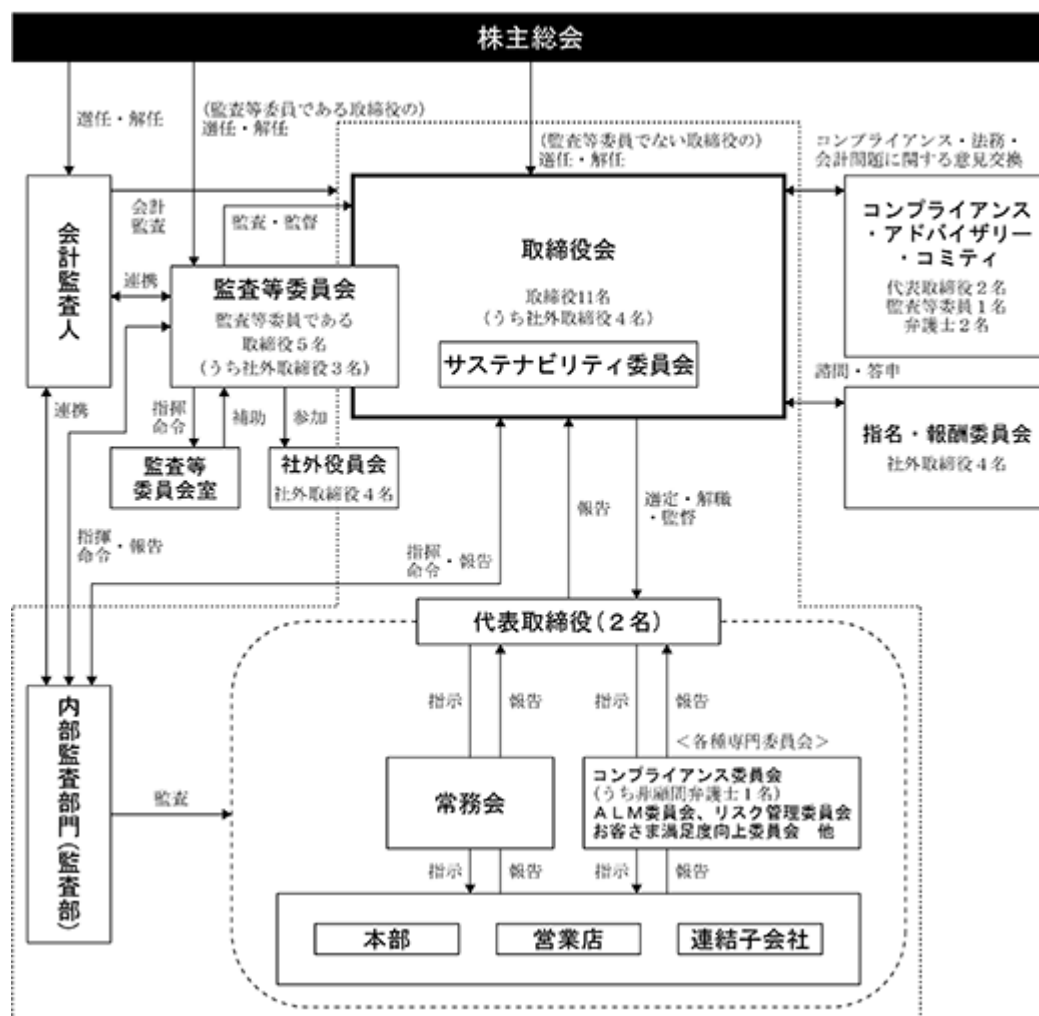 株主総会
選任・解任
(監査等委員である取締役の)
選任・解任
(監査等委員でない取締役の)
選任・解任
コンプライアンス・法務・
会計問題に関する意見交換
会計監査人
会計
監査
監査・監督
連携
監査等委員会
監査等委員である
取締役5名
(うち社外取締役3名)
取締役会
取締役11名
(うち社外取締役4名)
サステナビリティ委員会
コンプライアンス
・アドバイザリー
・コミティ
代表取締役2名
監査等委員1名
弁護士2名
諮問・答申
指名・報酬委員会
社外取締役4名
連携
指揮
命令
補助
参加
監査等
委員会室
社外役員会
社外取締役4名
指揮
命令・報告
指揮
命令・報告
報告
選定・解職
・監督
代表取締役(2名)
指示
報告
指示
報告
<各種専門委員会>
内部監査部門(監査部)
監査
常務会
コンプライアンス委員会
(うち非顧問弁護士1名)
ALM委員会、リスク管理委員会
お客さま満足度向上委員会 他
指示
報告
指示
報告
本部
営業店
連結子会社